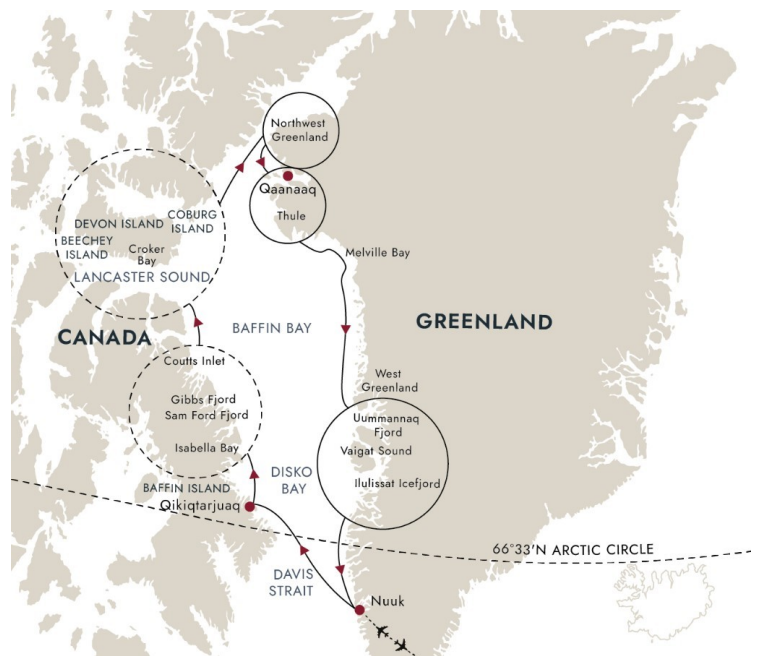 Northwest
Greenland
Qaanaaq
Thule
COBURG
ISLAND
DEVON ISLAND
BEECHEY
ISLAND
Croker
Bay
LANCASTER SOUND
Melville Bay
CANADA
BAFFIN BAY
GREENLAND
Coutts Inlet
West
Greenland
Gibbs Fjord
Sam Ford Fjord
Uummannaq
Fjord
Isabella Bay
Vaigat Sound
DISKO
BAY
Ilulissat Icefjord
BAFFIN ISLAND
Qikiqtarjuaq
66°33'N ARCTIC CIRCLE
DAVIS
STRAIT
Nuuk